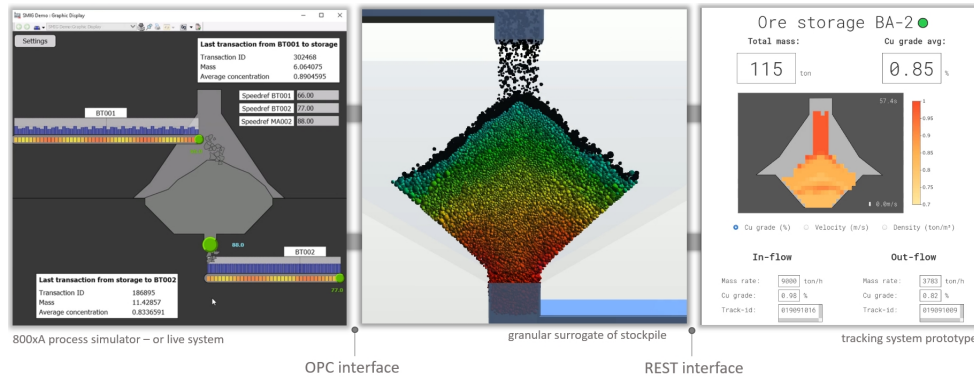 SMIG Demo : Graphic Display
Settings
Last transaction from BT001 to storage
Transaction ID 302468
Mass 6.064075
Average concentration 0.8904595
Speedref BT001 66.00
Speedref BT002 77.00
Speedref MA002 88.00
BT001
88.0
BT002
77.0
Last transaction from storage to BT002
Transaction ID 186895
Mass 11.42857
Average concentration 0.8336591
Ore storage BA-2
Total mass: Cu grade avg:
115 ton 0.85 %
57.4s
1
0.95
0.9
0.85
0.8
0.75
0.7
0.0m/s
Cu grade (%) Velocity (m/s) Density (ton/m³)
In-flow Out-flow
Mass rate: 9000 ton/h Mass rate: 3783 ton/h
Cu grade: 0.98 % Cu grade: 0.82 %
Track-id: 019091016 Track-id: 019091009
800xA process simulator – or live system
granular surrogate of stockpile
tracking system prototype
OPC interface
REST interface